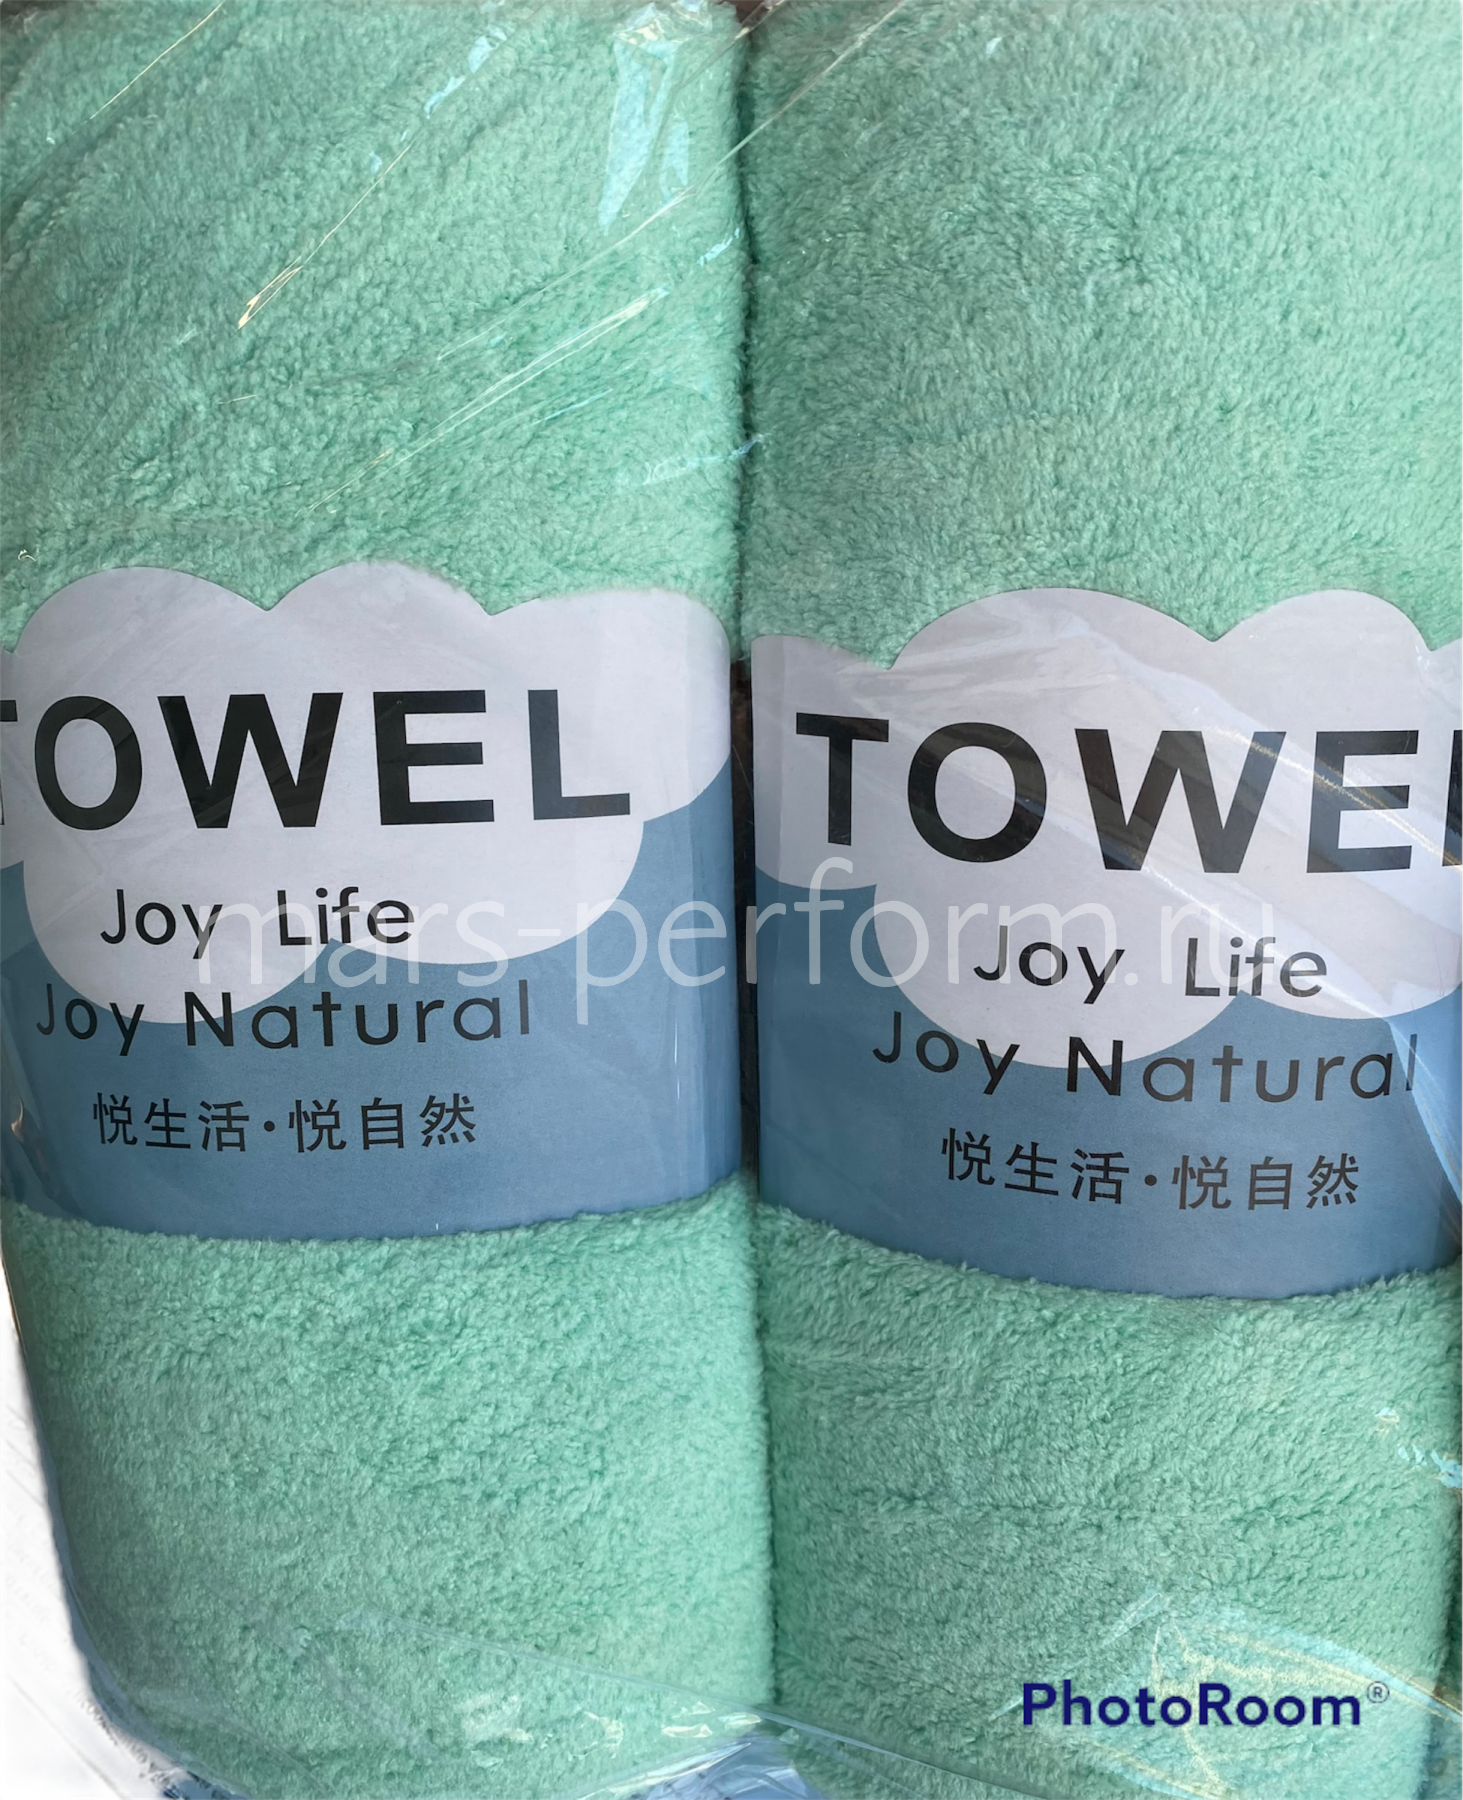 TOWEL
Joy Life
Joy Natural
悦生活·悦自然
TOWE
Joy Life
Joy Natural
悦生活·悦自然
mars-perform.ru
PhotoRoom®